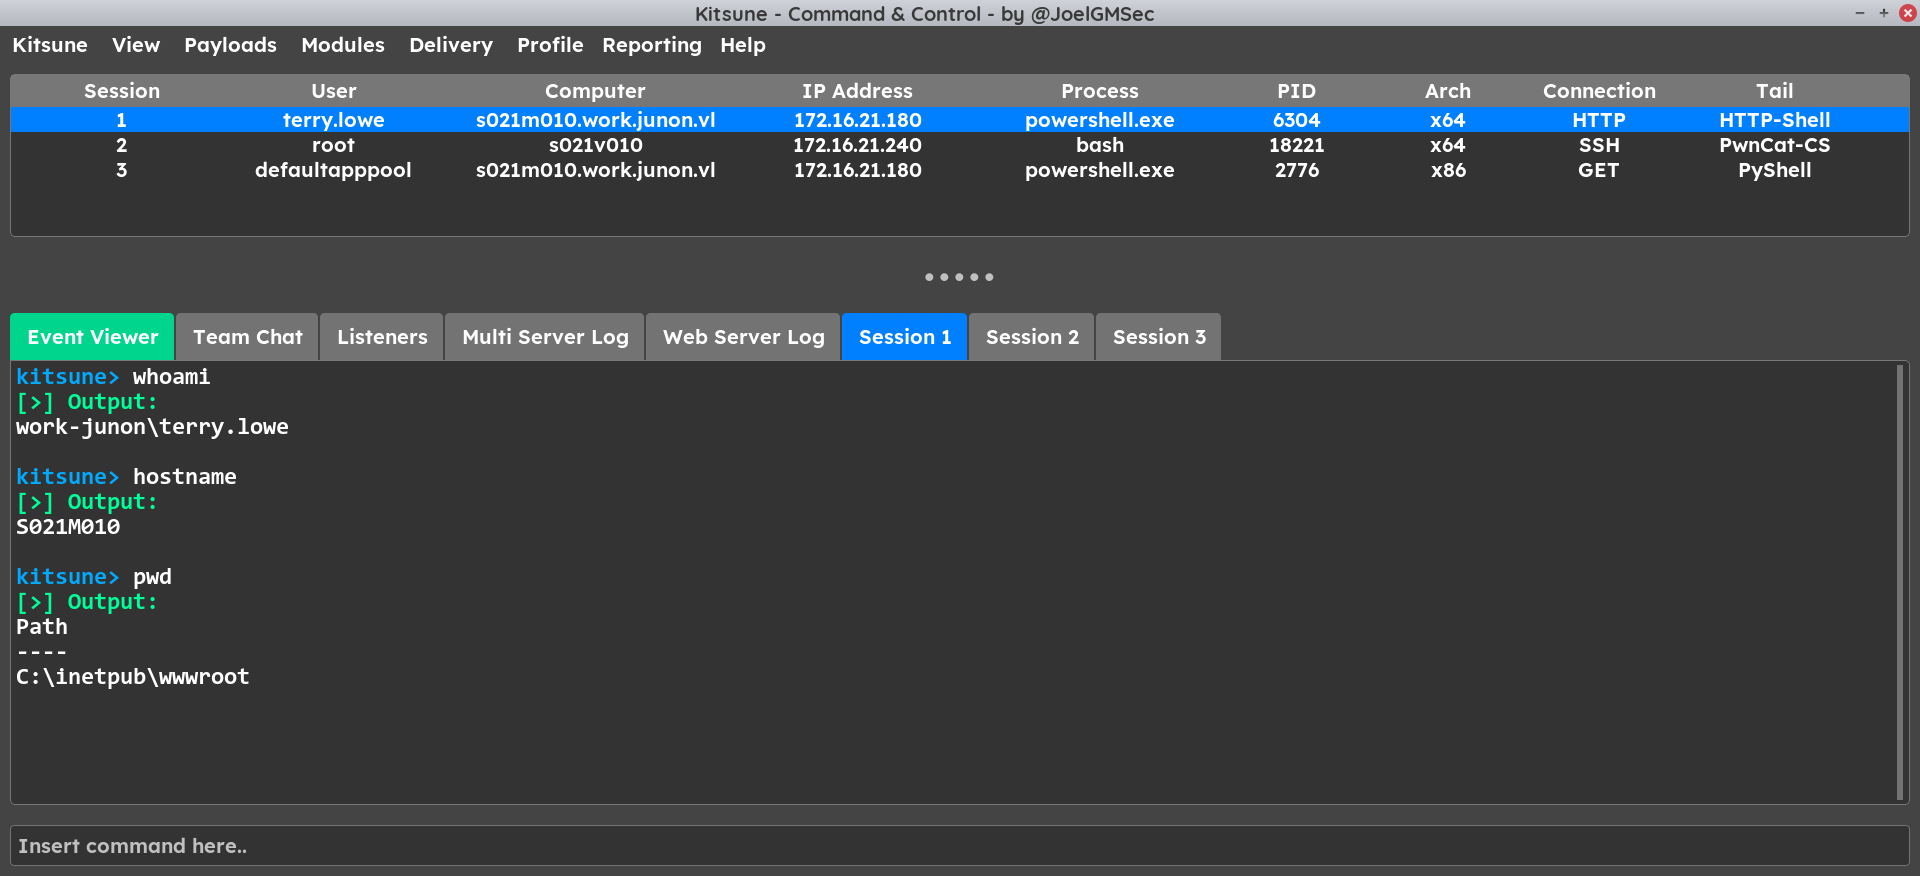 Kitsune - Command & Control - by @JoelGMSec
Kitsune View Payloads Modules Delivery Profile Reporting Help
Session User Computer IP Address Process PID Arch Connection Tail
1 terry.lowe s021m010.work.junon.vl 172.16.21.180 powershell.exe 6304 x64 HTTP HTTP-Shell
2 root s021v010 172.16.21.240 bash 18221 x64 SSH PwnCat-CS
3 defaultapppool s021m010.work.junon.vl 172.16.21.180 powershell.exe 2776 x86 GET PyShell
Event Viewer Team Chat Listeners Multi Server Log Web Server Log Session 1 Session 2 Session 3
kitsune> whoami
[>] Output:
work-junon\terry.lowe
kitsune> hostname
[>] Output:
S021M010
kitsune> pwd
[>] Output:
Path
----
C:\inetpub\wwwroot
Insert command here..